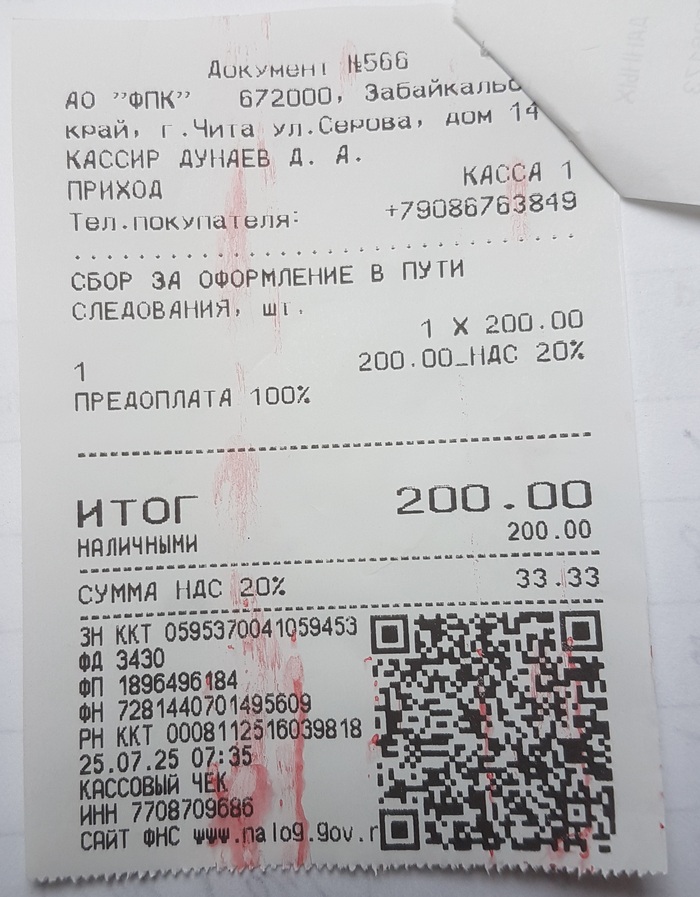 Документ №566
АО "ФПК" 672000, Забайкальс
край, г.Чита ул.Серова, дом 14
КАССИР ДУНАЕВ Д. А.
ПРИХОД КАССА 1
Тел.покупателя: +79086763849
СБОР ЗА ОФОРМЛЕНИЕ В ПУТИ
СЛЕДОВАНИЯ, шт.
1 X 200.00
1 200.00_НДС 20%
ПРЕДОПЛАТА 100%
ИТОГ 200.00
НАЛИЧНЫМИ 200.00
СУММА НДС 20% 33.33
ЗН ККТ 0595370041059453
ФД 3430
ФП 1896496184
ФН 7281440701495609
РН ККТ 0008112516039818
25.07.25 07:35
КАССОВЫЙ ЧЕК
ИНН 7708709686
САЙТ ФНС www.nalog.gov.r